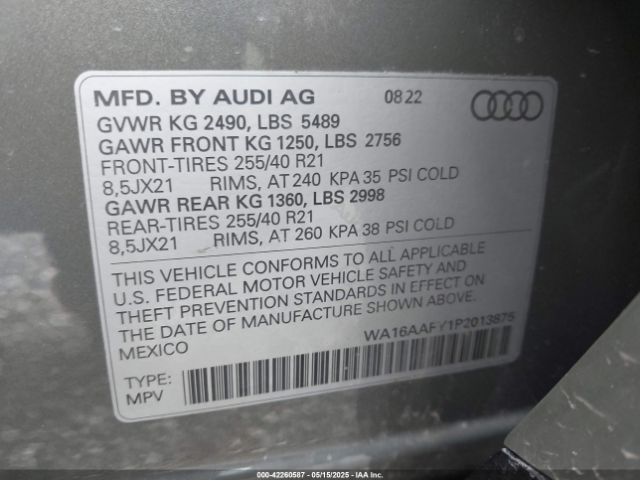 MFD. BY AUDI AG 08 22
GVWR KG 2490, LBS 5489
GAWR FRONT KG 1250, LBS 2756
FRONT-TIRES 255/40 R21
8,5JX21 RIMS, AT 240 KPA 35 PSI COLD
GAWR REAR KG 1360, LBS 2998
REAR-TIRES 255/40 R21
8,5JX21 RIMS, AT 260 KPA 38 PSI COLD
THIS VEHICLE CONFORMS TO ALL APPLICABLE
U.S. FEDERAL MOTOR VEHICLE SAFETY AND
THEFT PREVENTION STANDARDS IN EFFECT ON
THE DATE OF MANUFACTURE SHOWN ABOVE.
MEXICO
WA16AAFY1P2013875
TYPE:
MPV
000-42260587 - 05/15/2025 - IAAI.COM